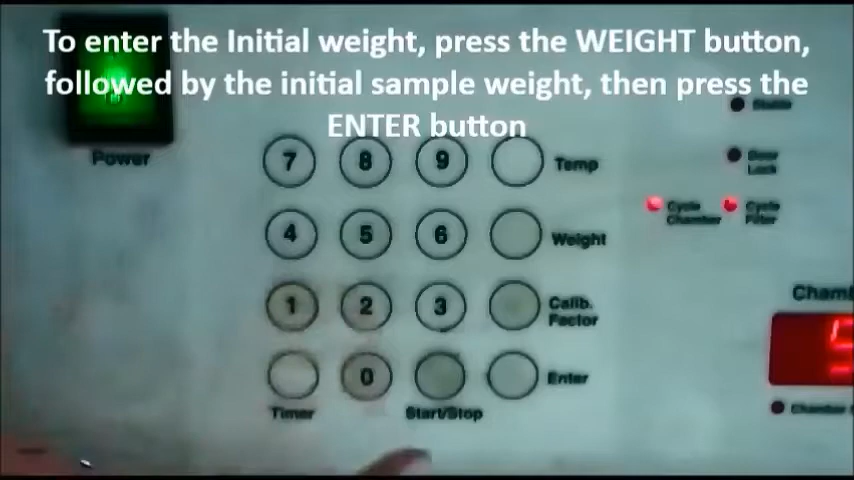 To enter the Initial weight, press the WEIGHT button,
followed by the initial sample weight, then press the
ENTER button
Power
7 8 9 Temp
4 5 6 Weight
1 2 3 Calib.
Factor
0 Enter
Timer Start/Stop
Door
Lock
Cycle
Chamber
Cycle
Filter
Chamb
Chamber